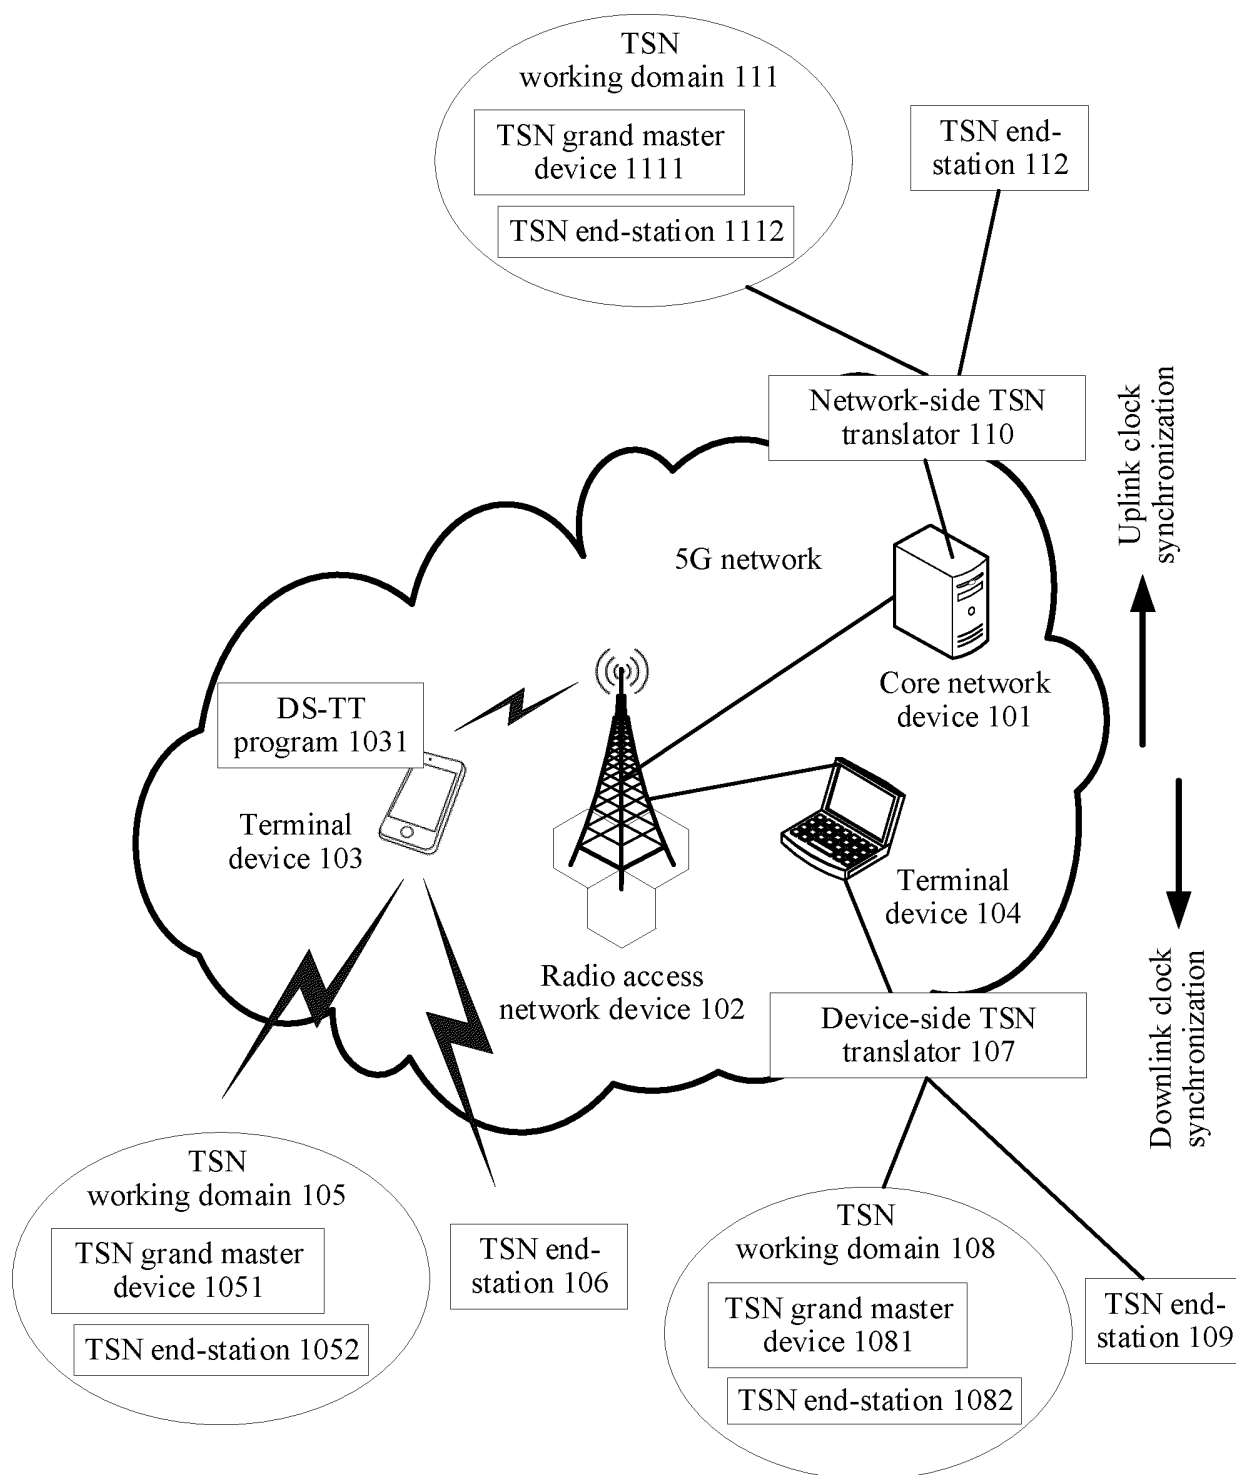 TSN
working domain 111
TSN grand master
device 1111
TSN end-station 1112
TSN end-
station 112
Network-side TSN
translator 110
Uplink clock
synchronization
5G network
Core network
device 101
DS-TT
program 1031
Terminal
device 103
Terminal
device 104
Radio access
network device 102
Device-side TSN
translator 107
Downlink clock
synchronization
TSN
working domain 105
TSN grand master
device 1051
TSN end-station 1052
TSN end-
station 106
TSN
working domain 108
TSN grand master
device 1081
TSN end-station 1082
TSN end-
station 109